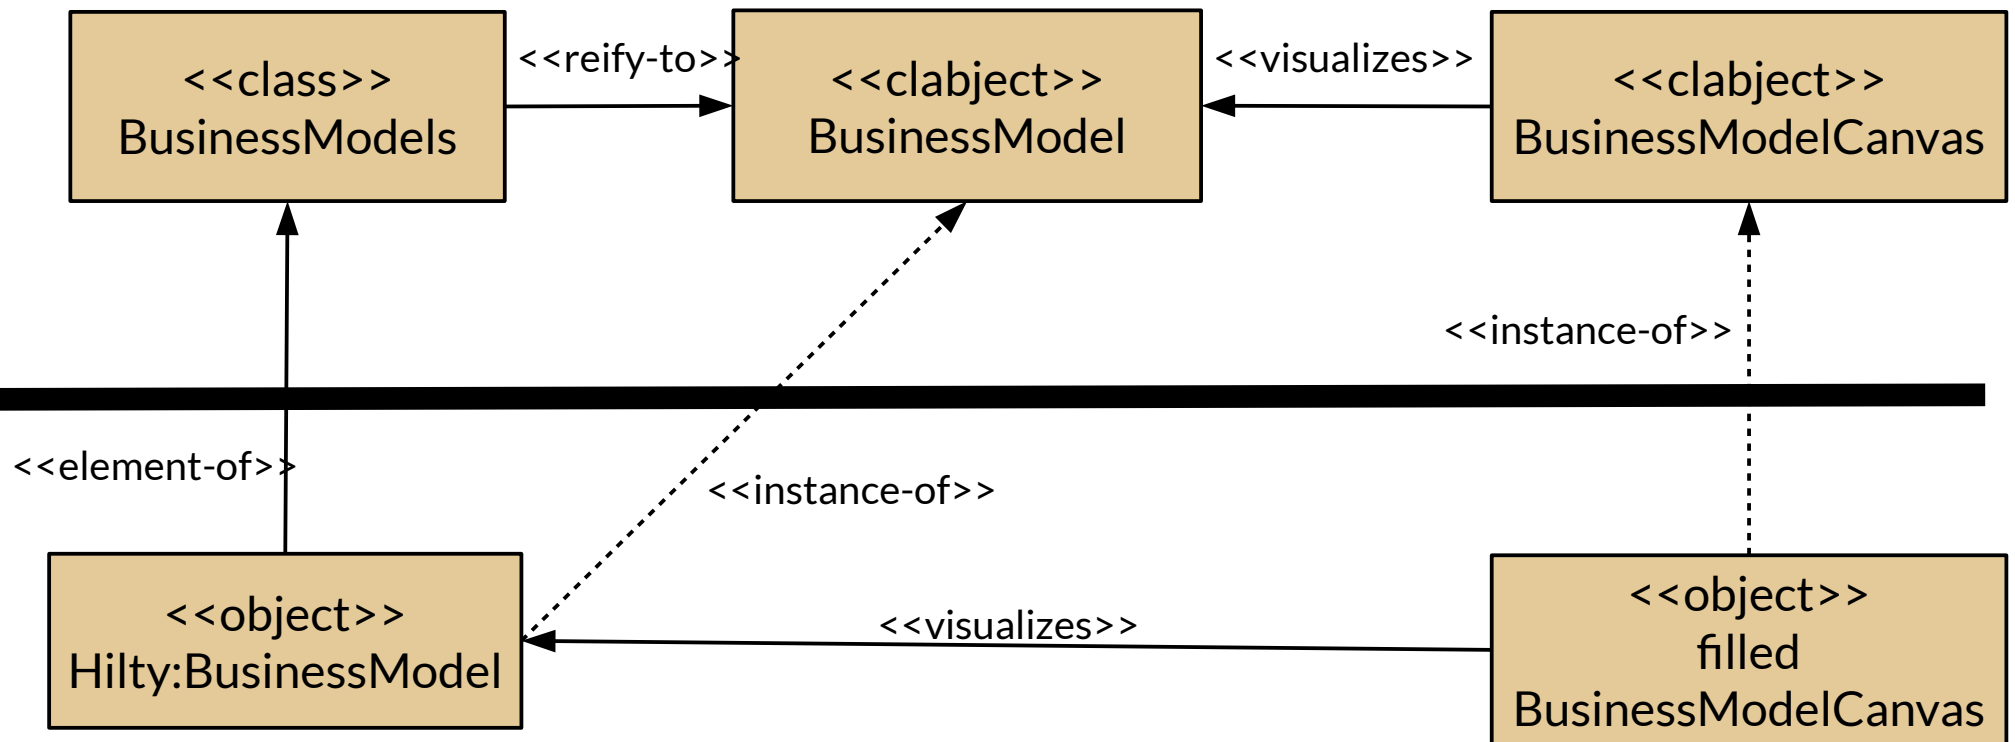 <<class>>
BusinessModels
<<reify-to>>
<<clabject>>
BusinessModel
<<visualizes>>
<<clabject>>
BusinessModelCanvas
<<instance-of>>
<<element-of>>
<<instance-of>>
<<object>>
Hilty:BusinessModel
<<visualizes>>
<<object>>
filled
BusinessModelCanvas